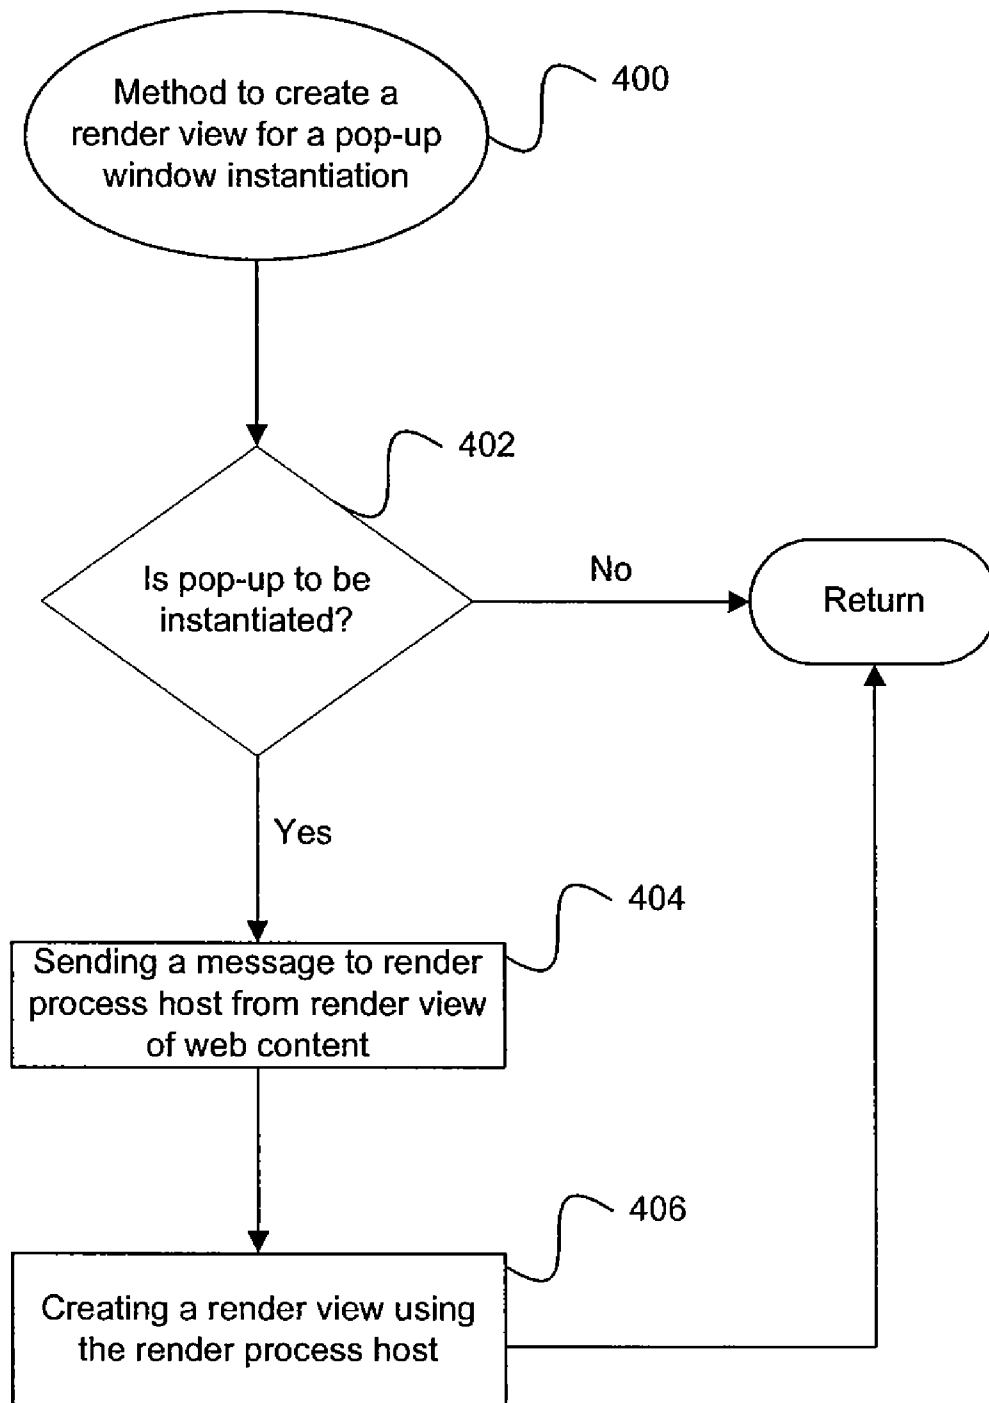 Method to create a
render view for a pop-up
window instantiation
400
402
Is pop-up to be
instantiated?
No
Return
Yes
404
Sending a message to render
process host from render view
of web content
406
Creating a render view using
the render process host